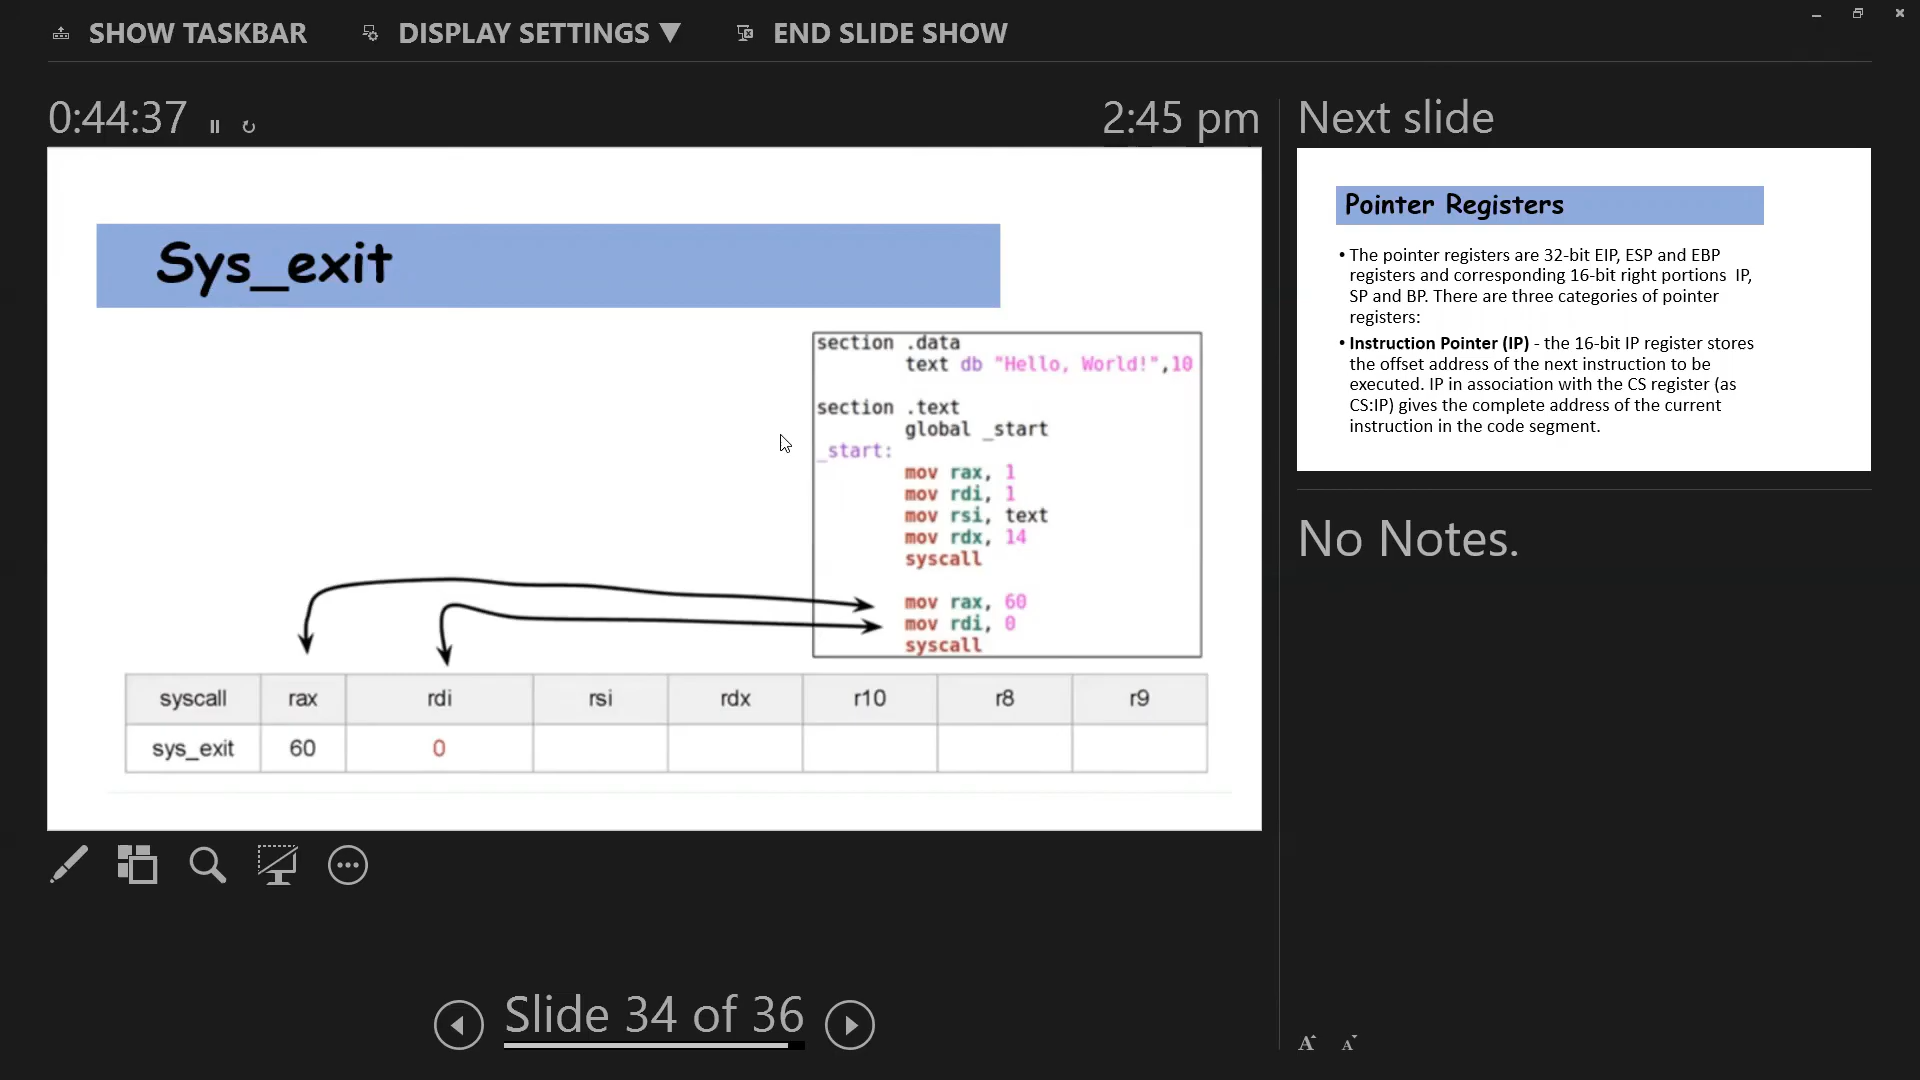 SHOW TASKBAR DISPLAY SETTINGS ▼ END SLIDE SHOW
0:44:37 2:45 pm
Sys_exit
section .data
text db "Hello, World!",10
section .text
global _start
_start:
mov rax, 1
mov rdi, 1
mov rsi, text
mov rdx, 14
syscall
mov rax, 60
mov rdi, 0
syscall
syscall rax rdi rsi rdx r10 r8 r9
sys_exit 60 0
Slide 34 of 36
Next slide
Pointer Registers
• The pointer registers are 32-bit EIP, ESP and EBP
registers and corresponding 16-bit right portions IP,
SP and BP. There are three categories of pointer
registers:
• Instruction Pointer (IP) - the 16-bit IP register stores
the offset address of the next instruction to be
executed. IP in association with the CS register (as
CS:IP) gives the complete address of the current
instruction in the code segment.
No Notes.
A A